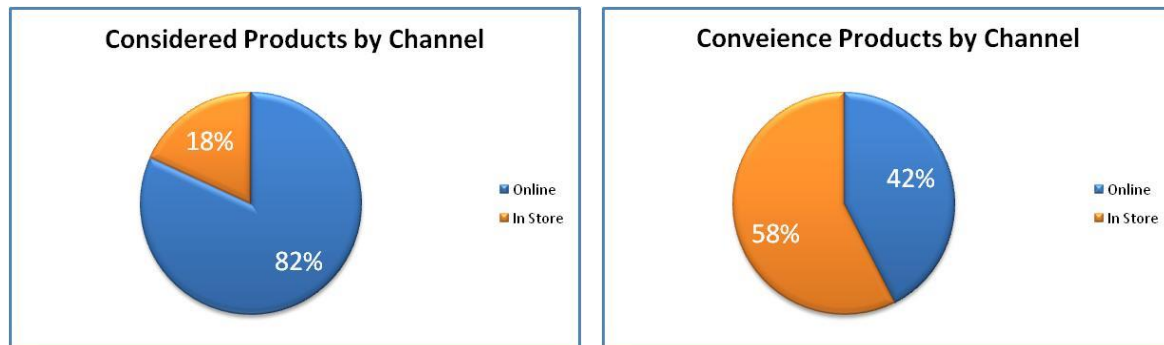 Considered Products by Channel
18%
82%
Online
In Store
Conveience Products by Channel
42%
58%
Online
In Store